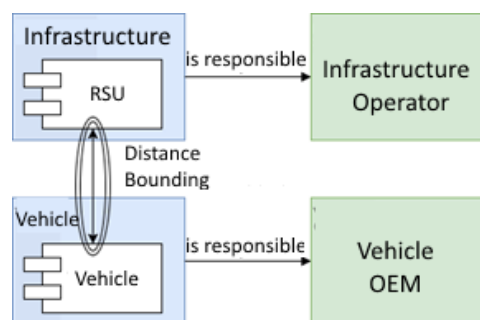 Infrastructure
RSU
is responsible
Infrastructure
Operator
Distance
Bounding
Vehicle
Vehicle
is responsible
Vehicle
OEM